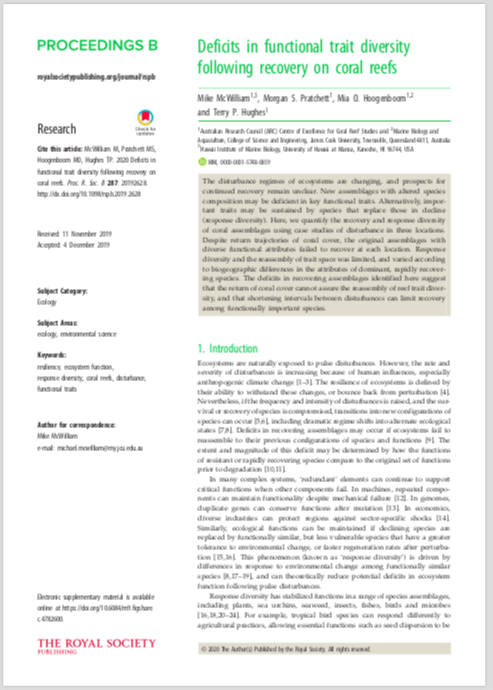 PROCEEDINGS B
royalsocietypublishing.org/journal/rspb
Research
Check for updates
Cite this article: McWilliam M, Pratchett MS,
Hoogenboom MO, Hughes TP. 2020 Deficits in
functional trait diversity following recovery on
coral reefs. Proc. R. Soc. B 287: 20192628.
http://dx.doi.org/10.1098/rspb.2019.2628
Received: 11 November 2019
Accepted: 4 December 2019
Subject Category:
Ecology
Subject Areas:
ecology, environmental science
Keywords:
resiliency, ecosystem function,
response diversity, coral reefs, disturbance,
functional traits
Author for correspondence:
Mike McWilliam
e-mail: michael.mcwilliam@my.jcu.edu.au
Electronic supplementary material is available
online at https://doi.org/10.6084/m9.figshare.
c.4782600.
THE ROYAL SOCIETY
PUBLISHING
Deficits in functional trait diversity
following recovery on coral reefs
Mike McWilliam1,3, Morgan S. Pratchett1, Mia O. Hoogenboom1,2
and Terry P. Hughes1
1Australian Research Council (ARC) Centre of Excellence for Coral Reef Studies and 2Marine Biology and
Aquaculture, College of Science and Engineering, James Cook University, Townsville, Queensland 4811, Australia
3Hawaii Institute of Marine Biology, University of Hawaii at Manoa, Kaneohe, HI 96744, USA
MM, 0000-0001-5748-0859
The disturbance regimes of ecosystems are changing, and prospects for
continued recovery remain unclear. New assemblages with altered species
composition may be deficient in key functional traits. Alternatively, impor-
tant traits may be sustained by species that replace those in decline
(response diversity). Here, we quantify the recovery and response diversity
of coral assemblages using case studies of disturbance in three locations.
Despite return trajectories of coral cover, the original assemblages with
diverse functional attributes failed to recover at each location. Response
diversity and the reassembly of trait space was limited, and varied according
to biogeographic differences in the attributes of dominant, rapidly recover-
ing species. The deficits in recovering assemblages identified here suggest
that the return of coral cover cannot assure the reassembly of reef trait diver-
sity, and that shortening intervals between disturbances can limit recovery
among functionally important species.
1. Introduction
Ecosystems are naturally exposed to pulse disturbances. However, the rate and
severity of disturbances is increasing because of human influences, especially
anthropogenic climate change [1–3]. The resilience of ecosystems is defined by
their ability to withstand these changes, or bounce back from perturbation [4].
Nevertheless, if the frequency and intensity of disturbances is raised, and the sur-
vival or recovery of species is compromised, transitions into new configurations of
species can occur [5,6], including dramatic regime shifts into alternate ecological
states [7,8]. Deficits in recovering assemblages may occur if ecosystems fail to
reassemble to their previous configurations of species and functions [9]. The
extent and magnitude of this deficit may be determined by how the functions
of resistant or rapidly recovering species compare to the original set of functions
prior to degradation [10,11].
In many complex systems, 'redundant' elements can continue to support
critical functions when other components fail. In machines, repeated compo-
nents can maintain functionality despite mechanical failure [12]. In genomes,
duplicate genes can conserve functions after mutation [13]. In economics,
diverse industries can protect regions against sector-specific shocks [14].
Similarly, ecological functions can be maintained if declining species are
replaced by functionally similar, but less vulnerable species that have a greater
tolerance to environmental change, or faster regeneration rates after perturba-
tion [15,16]. This phenomenon (known as 'response diversity') is driven by
differences in response to environmental change among functionally similar
species [8,17–19], and can theoretically reduce potential deficits in ecosystem
function following pulse disturbances.
Response diversity has stabilized functions in a range of species assemblages,
including plants, sea urchins, seaweed, insects, fishes, birds and microbes
[16,18,20–24]. For example, tropical bird species can respond differently to
agricultural practices, allowing essential functions such as seed dispersal to be
© 2020 The Author(s) Published by the Royal Society. All rights reserved.